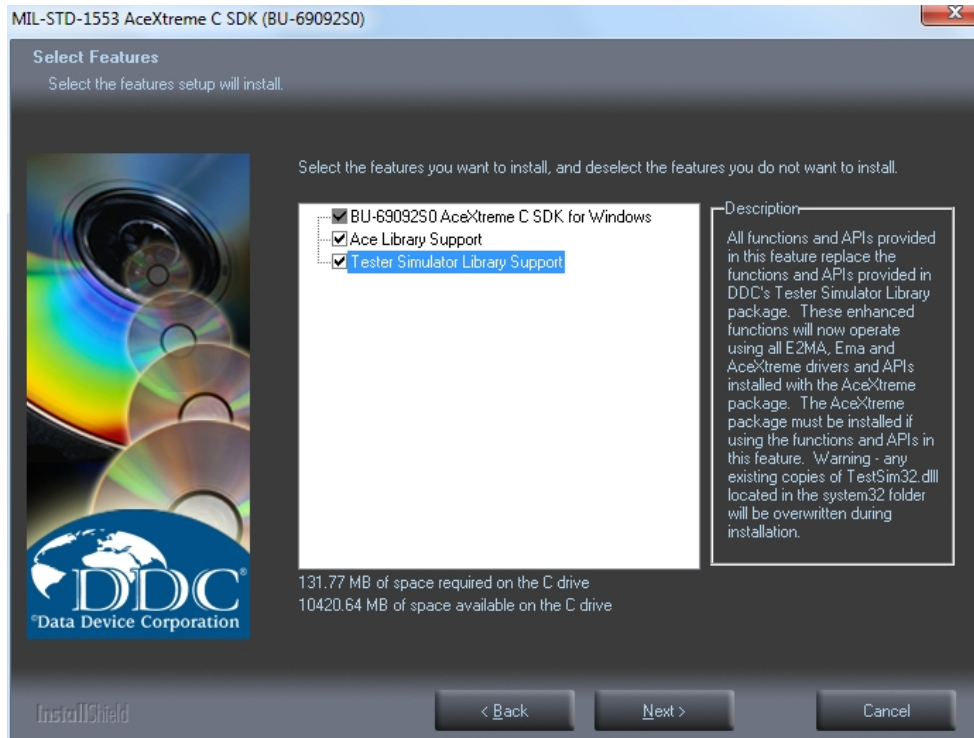 MIL-STD-1553 AceXtreme C SDK (BU-69092S0)
Select Features
Select the features setup will install.
Select the features you want to install, and deselect the features you do not want to install.
BU-69092S0 AceXtreme C SDK for Windows
Ace Library Support
Tester Simulator Library Support
Description
All functions and APIs provided
in this feature replace the
functions and APIs provided in
DDC's Tester Simulator Library
package. These enhanced
functions will now operate
using all E2MA, Ema and
AceXtreme drivers and APIs
installed with the AceXtreme
package. The AceXtreme
package must be installed if
using the functions and APIs in
this feature. Warning - any
existing copies of TestSim32.dlll
located in the system32 folder
will be overwritten during
installation.
DDC®
©Data Device Corporation
131.77 MB of space required on the C drive
10420.64 MB of space available on the C drive
InstallShield
< Back
Next >
Cancel